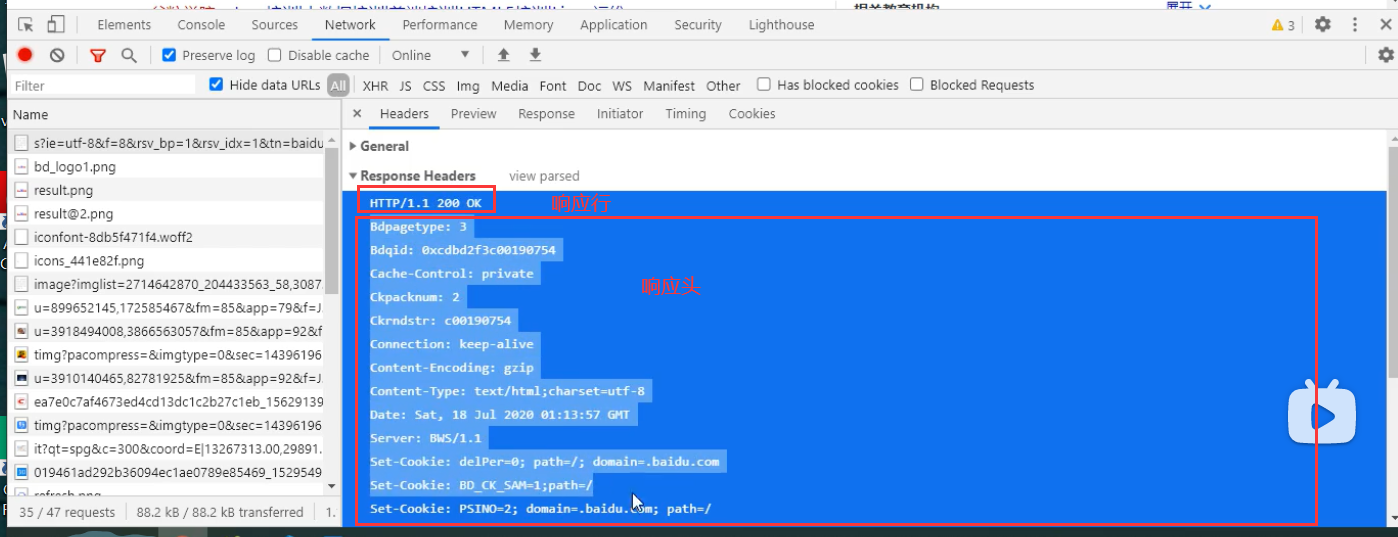 Elements Console Sources Network Performance Memory Application Security Lighthouse 3
Preserve log Disable cache Online
Filter Hide data URLs All XHR JS CSS Img Media Font Doc WS Manifest Other Has blocked cookies Blocked Requests
Name
Headers Preview Response Initiator Timing Cookies
s?ie=utf-8&f=8&rsv_bp=1&rsv_idx=1&tn=baidu
bd_logo1.png
result.png
result@2.png
iconfont-8db5f471f4.woff2
icons_441e82f.png
image?imglist=2714642870_204433563_58,3087
u=899652145,172585467&fm=85&app=79&f=J
u=3918494008,3866563057&fm=85&app=92&f
timg?pacompress=&imgtype=0&sec=14396196
u=3910140465,82781925&fm=85&app=92&f=J
ea7e0c7af4673ed4cd13dc1c2b27c1eb_15629139
timg?pacompress=&imgtype=0&sec=14396196
it?qt=spg&c=300&coord=E|13267313.00,29891.
019461ad292b36094ec1ae0789e85469_1529549
refresh.png
35 / 47 requests 88.2 kB / 88.2 kB transferred 1.
General
Response Headers view parsed
HTTP/1.1 200 OK 响应行
Bdpagetype: 3
Bdqid: 0xcdbd2f3c00190754
Cache-Control: private
响应头
Ckpacknum: 2
Ckrndstr: c00190754
Connection: keep-alive
Content-Encoding: gzip
Content-Type: text/html;charset=utf-8
Date: Sat, 18 Jul 2020 01:13:57 GMT
Server: BWS/1.1
Set-Cookie: delPer=0; path=/; domain=.baidu.com
Set-Cookie: BD_CK_SAM=1;path=/
Set-Cookie: PSINO=2; domain=.baidu.com; path=/